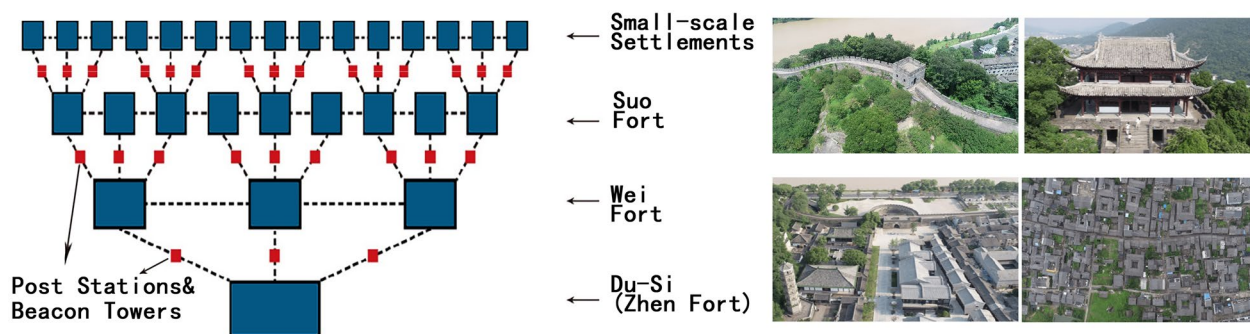 Small-scale
Settlements
Suo
Fort
Wei
Fort
Post Stations&
Beacon Towers
Du-Si
(Zhen Fort)